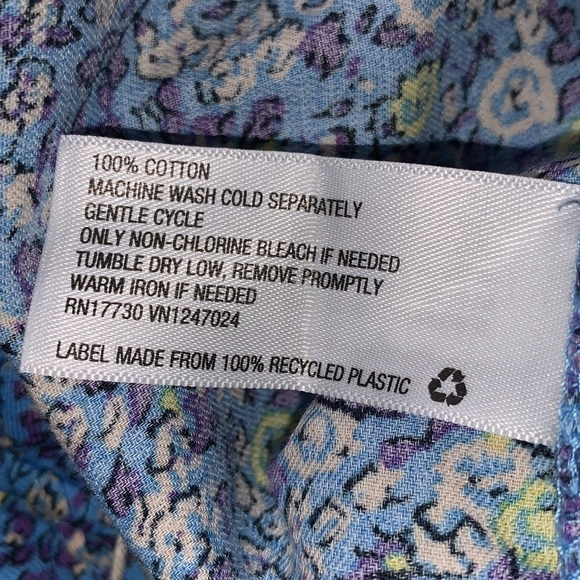 100% COTTON
MACHINE WASH COLD SEPARATELY
GENTLE CYCLE
ONLY NON-CHLORINE BLEACH IF NEEDED
TUMBLE DRY LOW, REMOVE PROMPTLY
WARM IRON IF NEEDED
RN17730 VN1247024
LABEL MADE FROM 100% RECYCLED PLASTIC